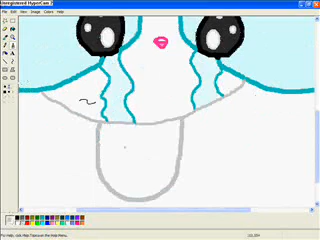 Unregistered HyperCam 2
File Edit View Image Colors Help
For Help, click Help Topics on the Help Menu.